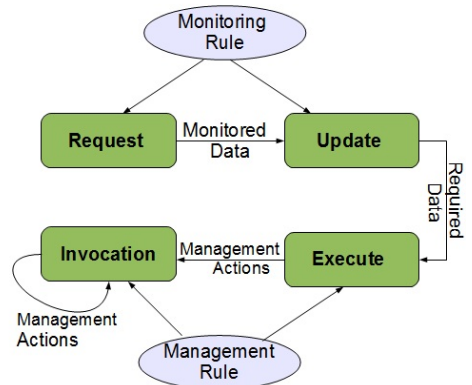 Monitoring
Rule
Request
Monitored
Data
Update
Required
Data
Invocation
Management
Actions
Execute
Management
Actions
Management
Rule